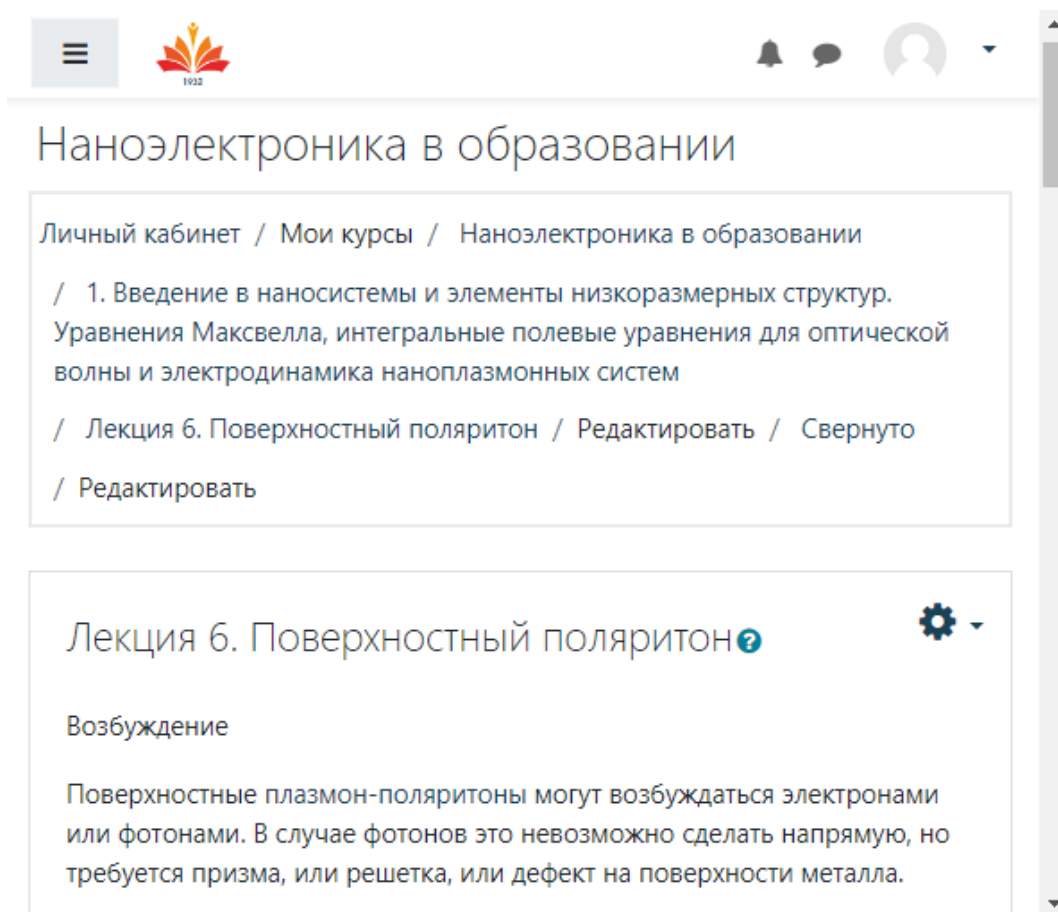 1932
Наноэлектроника в образовании
Личный кабинет / Мои курсы / Наноэлектроника в образовании
/ 1. Введение в наносистемы и элементы низкоразмерных структур.
Уравнения Максвелла, интегральные полевые уравнения для оптической
волны и электродинамика наноплазмонных систем
/ Лекция 6. Поверхностный поляритон / Редактировать / Свернуто
/ Редактировать
Лекция 6. Поверхностный поляритон
Возбуждение
Поверхностные плазмон-поляритоны могут возбуждаться электронами
или фотонами. В случае фотонов это невозможно сделать напрямую, но
требуется призма, или решетка, или дефект на поверхности металла.